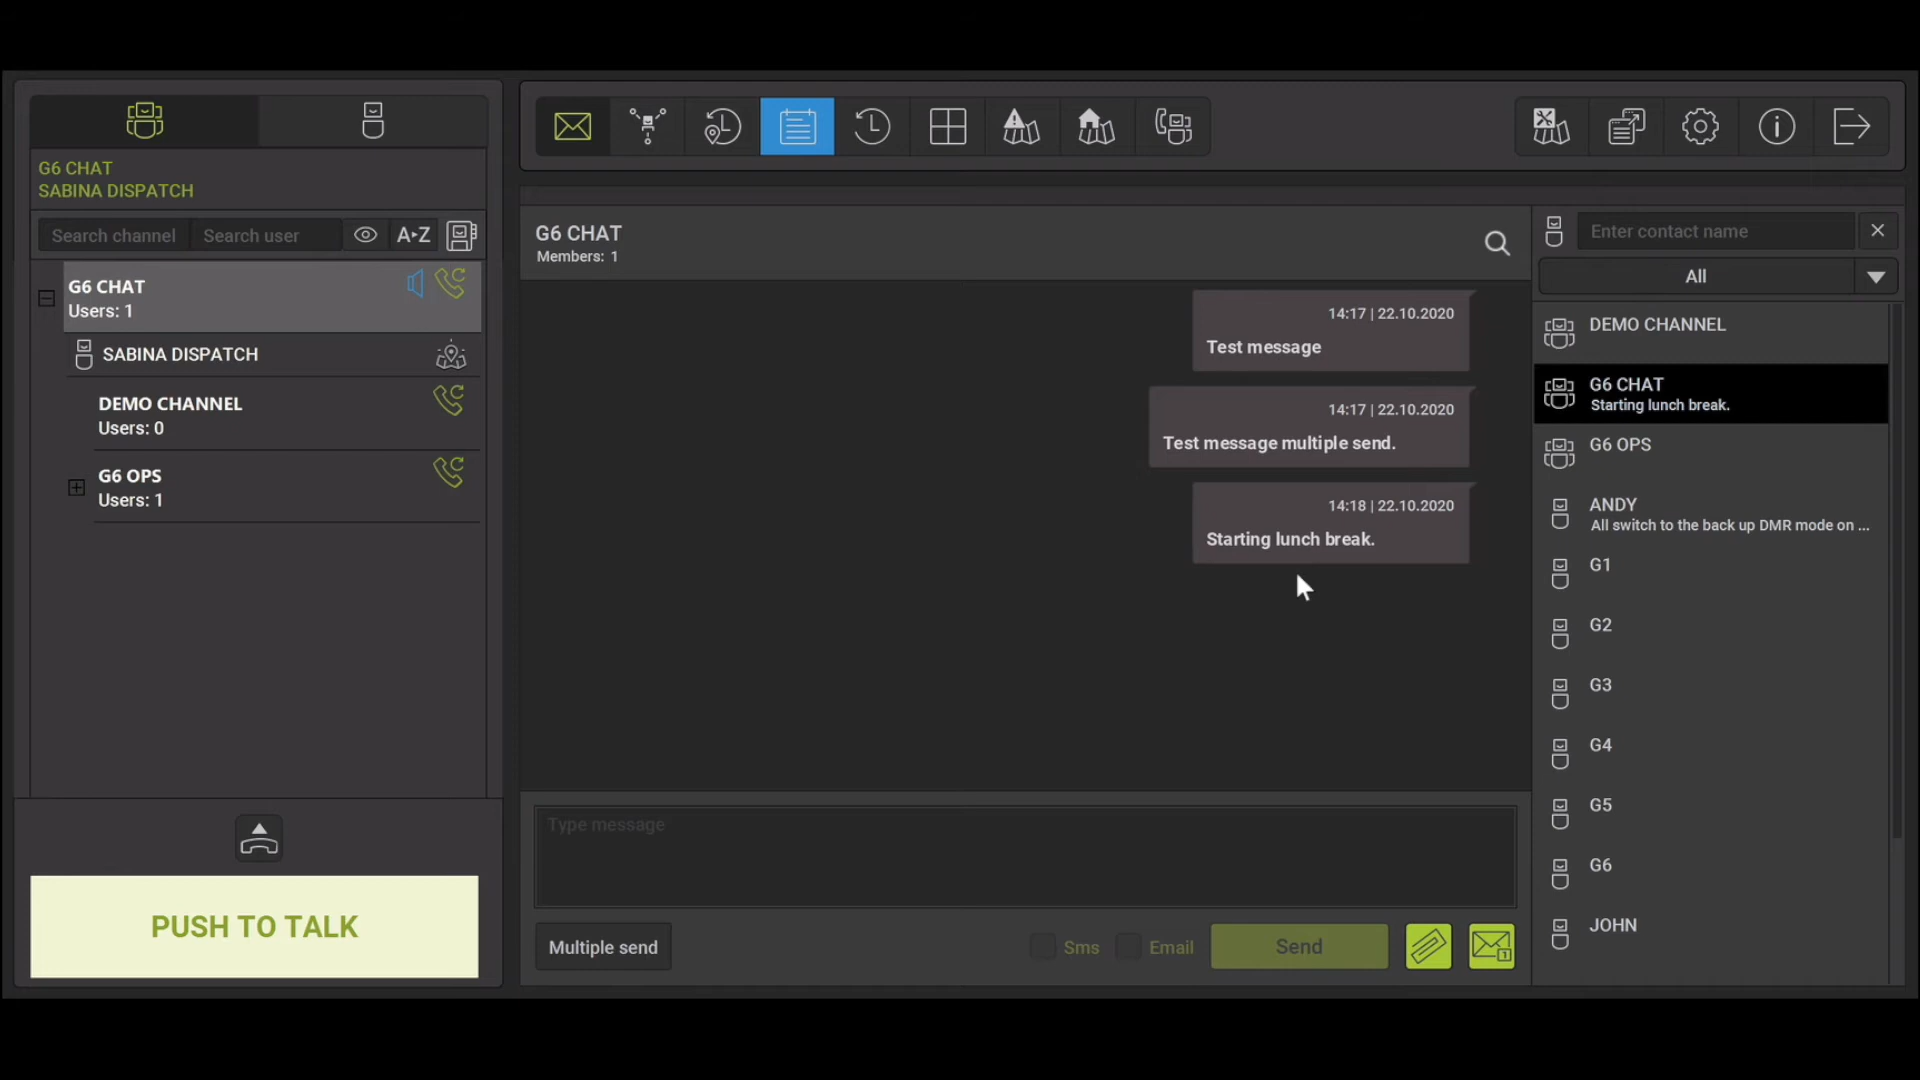 G6 CHAT
SABINA DISPATCH
Search channel
Search user
A▸Z
G6 CHAT
Users: 1
SABINA DISPATCH
DEMO CHANNEL
Users: 0
G6 OPS
Users: 1
PUSH TO TALK
G6 CHAT
Members: 1
14:17 | 22.10.2020
Test message
14:17 | 22.10.2020
Test message multiple send.
14:18 | 22.10.2020
Starting lunch break.
Type message
Multiple send
Sms
Email
Send
1
Enter contact name
All
DEMO CHANNEL
G6 CHAT
Starting lunch break.
G6 OPS
ANDY
All switch to the back up DMR mode on ...
G1
G2
G3
G4
G5
G6
JOHN